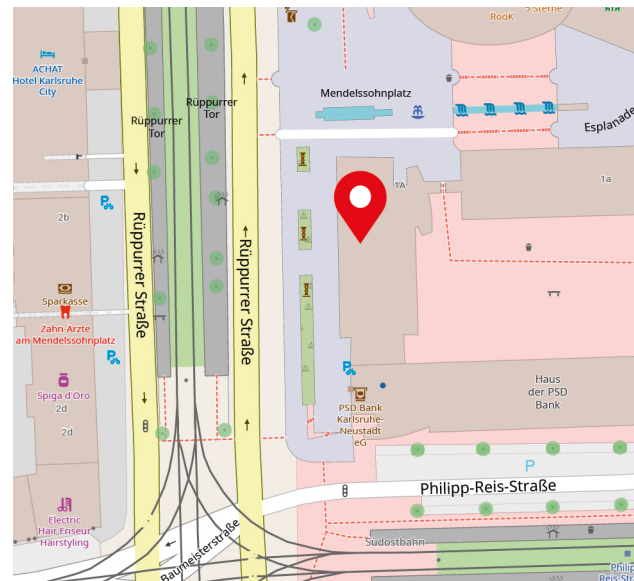 5 Sterne
RooK
ACHAT
Hotel Karlsruhe
City
Mendelssohnplatz
Rüppurrer
Tor
Rüppurrer
Tor
Esplanade
1A
1a
2b
Rüppurrer Straße
Rüppurrer Straße
Sparkasse
Zahn-Ärzte
am Mendelssohnplatz
Spiga d'Oro
2d
2d
PSD Bank
Karlsruhe-
Neustadt
eG
Haus
der PSD
Bank
P
Philipp-Reis-Straße
Electric
Hair Friseur
Hairstyling
Baumeisterstraße
Südostbahn
Philip
Reis-St